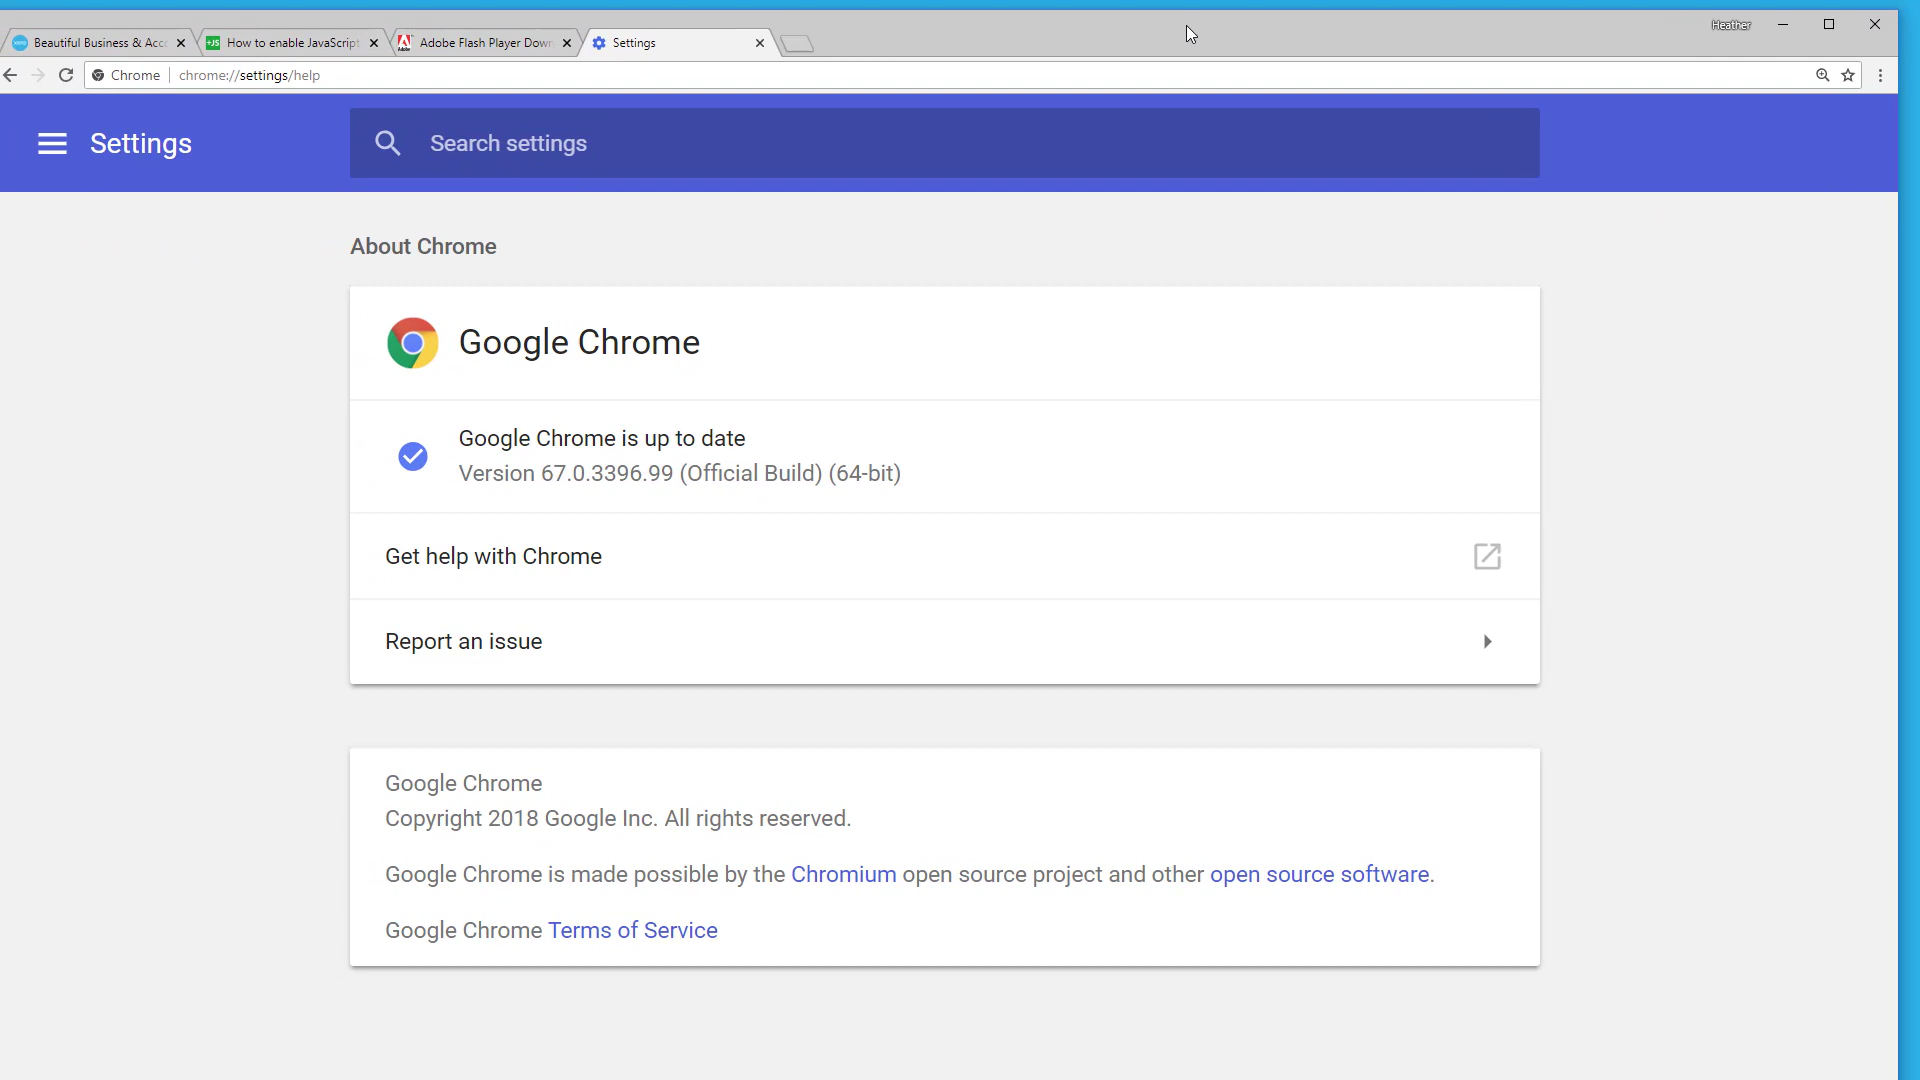 Heather
Beautiful Business & Acc
How to enable JavaScript
Adobe Flash Player Dow
Settings
Chrome chrome://settings/help
Settings
Search settings
About Chrome
Google Chrome
Google Chrome is up to date
Version 67.0.3396.99 (Official Build) (64-bit)
Get help with Chrome
Report an issue
Google Chrome
Copyright 2018 Google Inc. All rights reserved.
Google Chrome is made possible by the Chromium open source project and other open source software.
Google Chrome Terms of Service